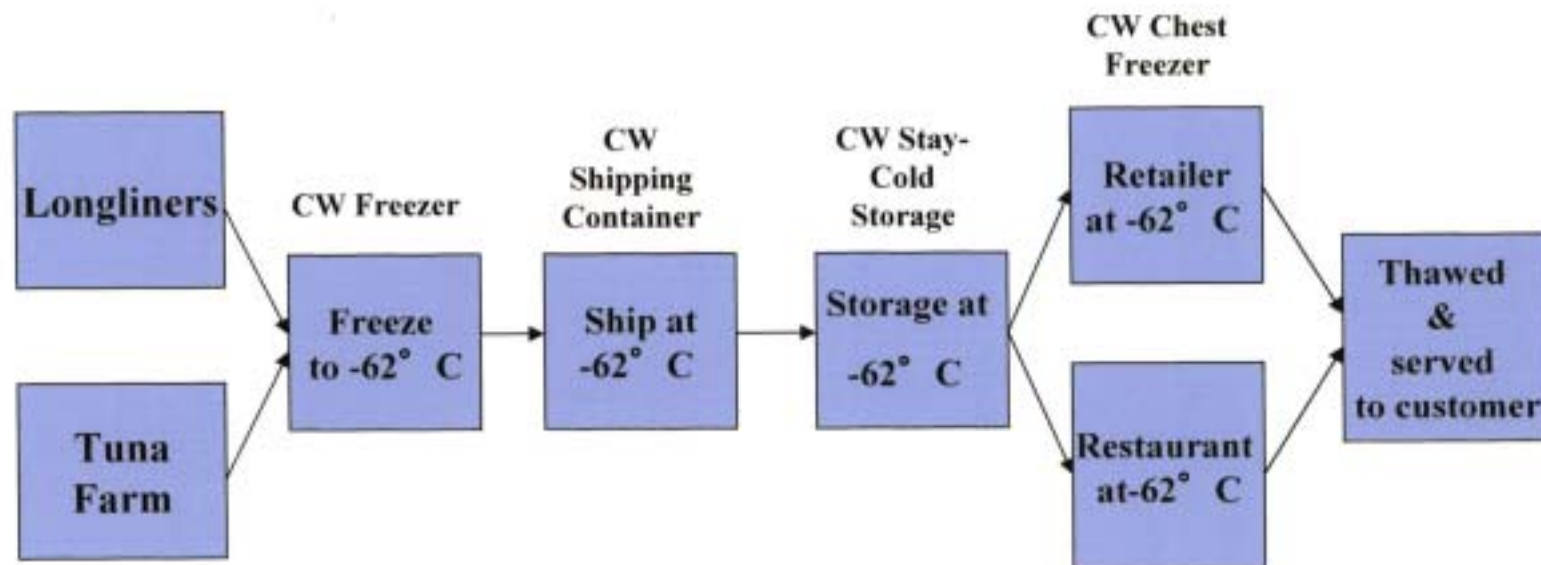 Longliners
Tuna
Farm
CW Freezer
Freeze
to -62° C
CW
Shipping
Container
Ship at
-62° C
CW Stay-
Cold
Storage
Storage at
-62° C
CW Chest
Freezer
Retailer
at -62° C
Restaurant
at-62° C
Thawed
&
served
to customer